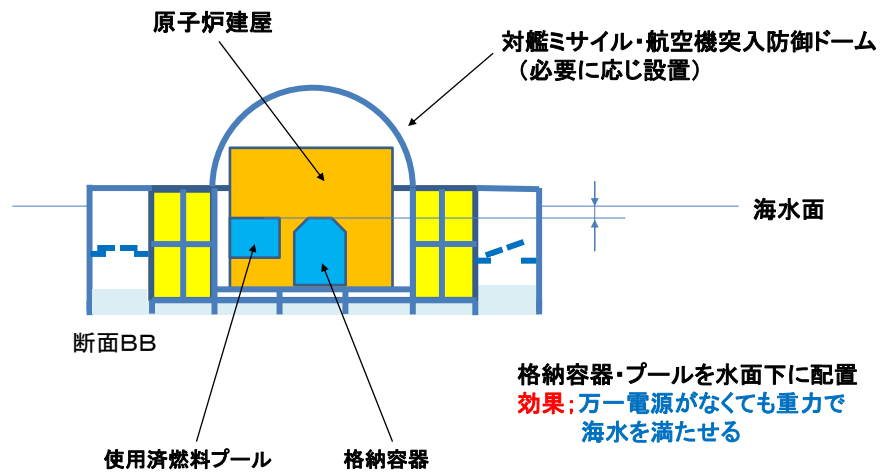 原子炉建屋
対艦ミサイル・航空機突入防御ドーム
（必要に応じ設置）
海水面
断面ＢＢ
格納容器・プールを水面下に配置
効果；万一電源がなくても重力で
海水を満たせる
使用済燃料プール
格納容器